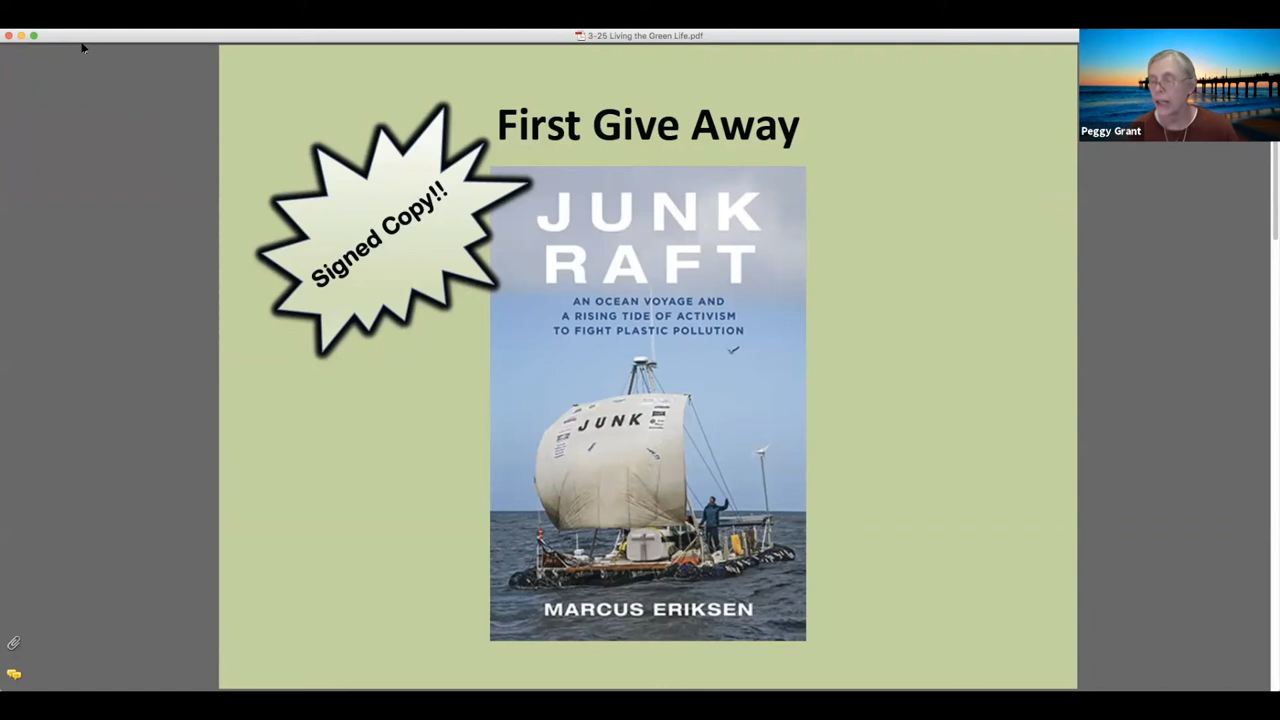 3-25 Living the Green Life.pdf
Peggy Grant
First Give Away
Signed Copy!!
JUNK
RAFT
AN OCEAN VOYAGE AND
A RISING TIDE OF ACTIVISM
TO FIGHT PLASTIC POLLUTION
JUNK
MARCUS ERIKSEN